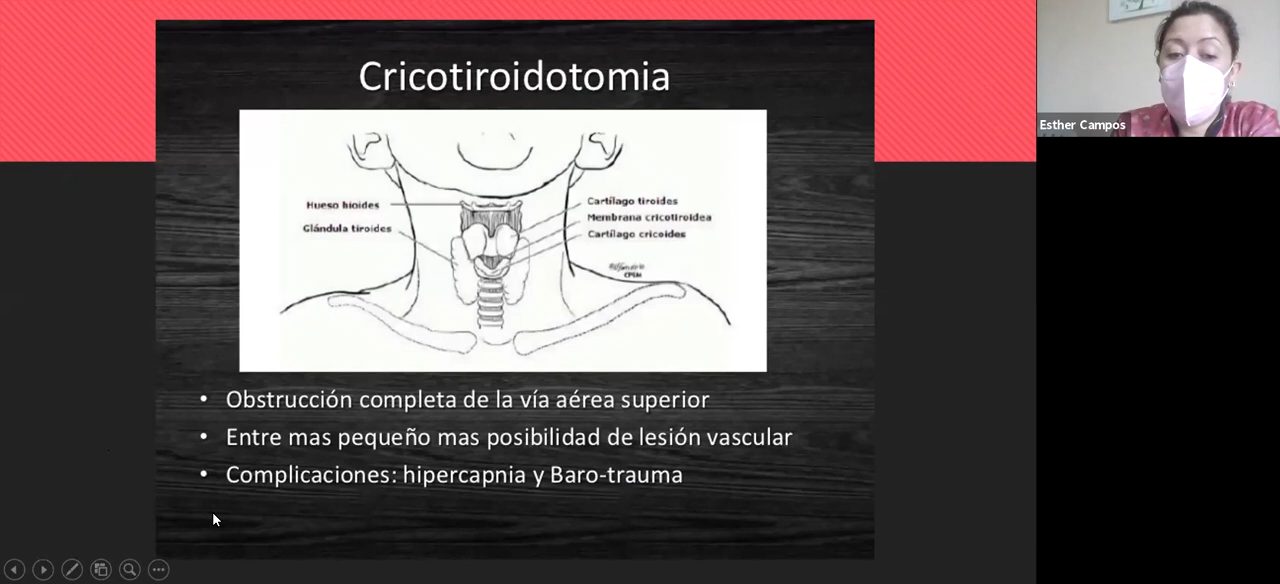 Cricotiroidotomia
Hueso hioides
Glándula tiroides
Cartílago tiroides
Membrana cricotiroidea
Cartílago cricoides
CPEM
• Obstrucción completa de la vía aérea superior
• Entre mas pequeño mas posibilidad de lesión vascular
• Complicaciones: hipercapnia y Baro-trauma
Esther Campos